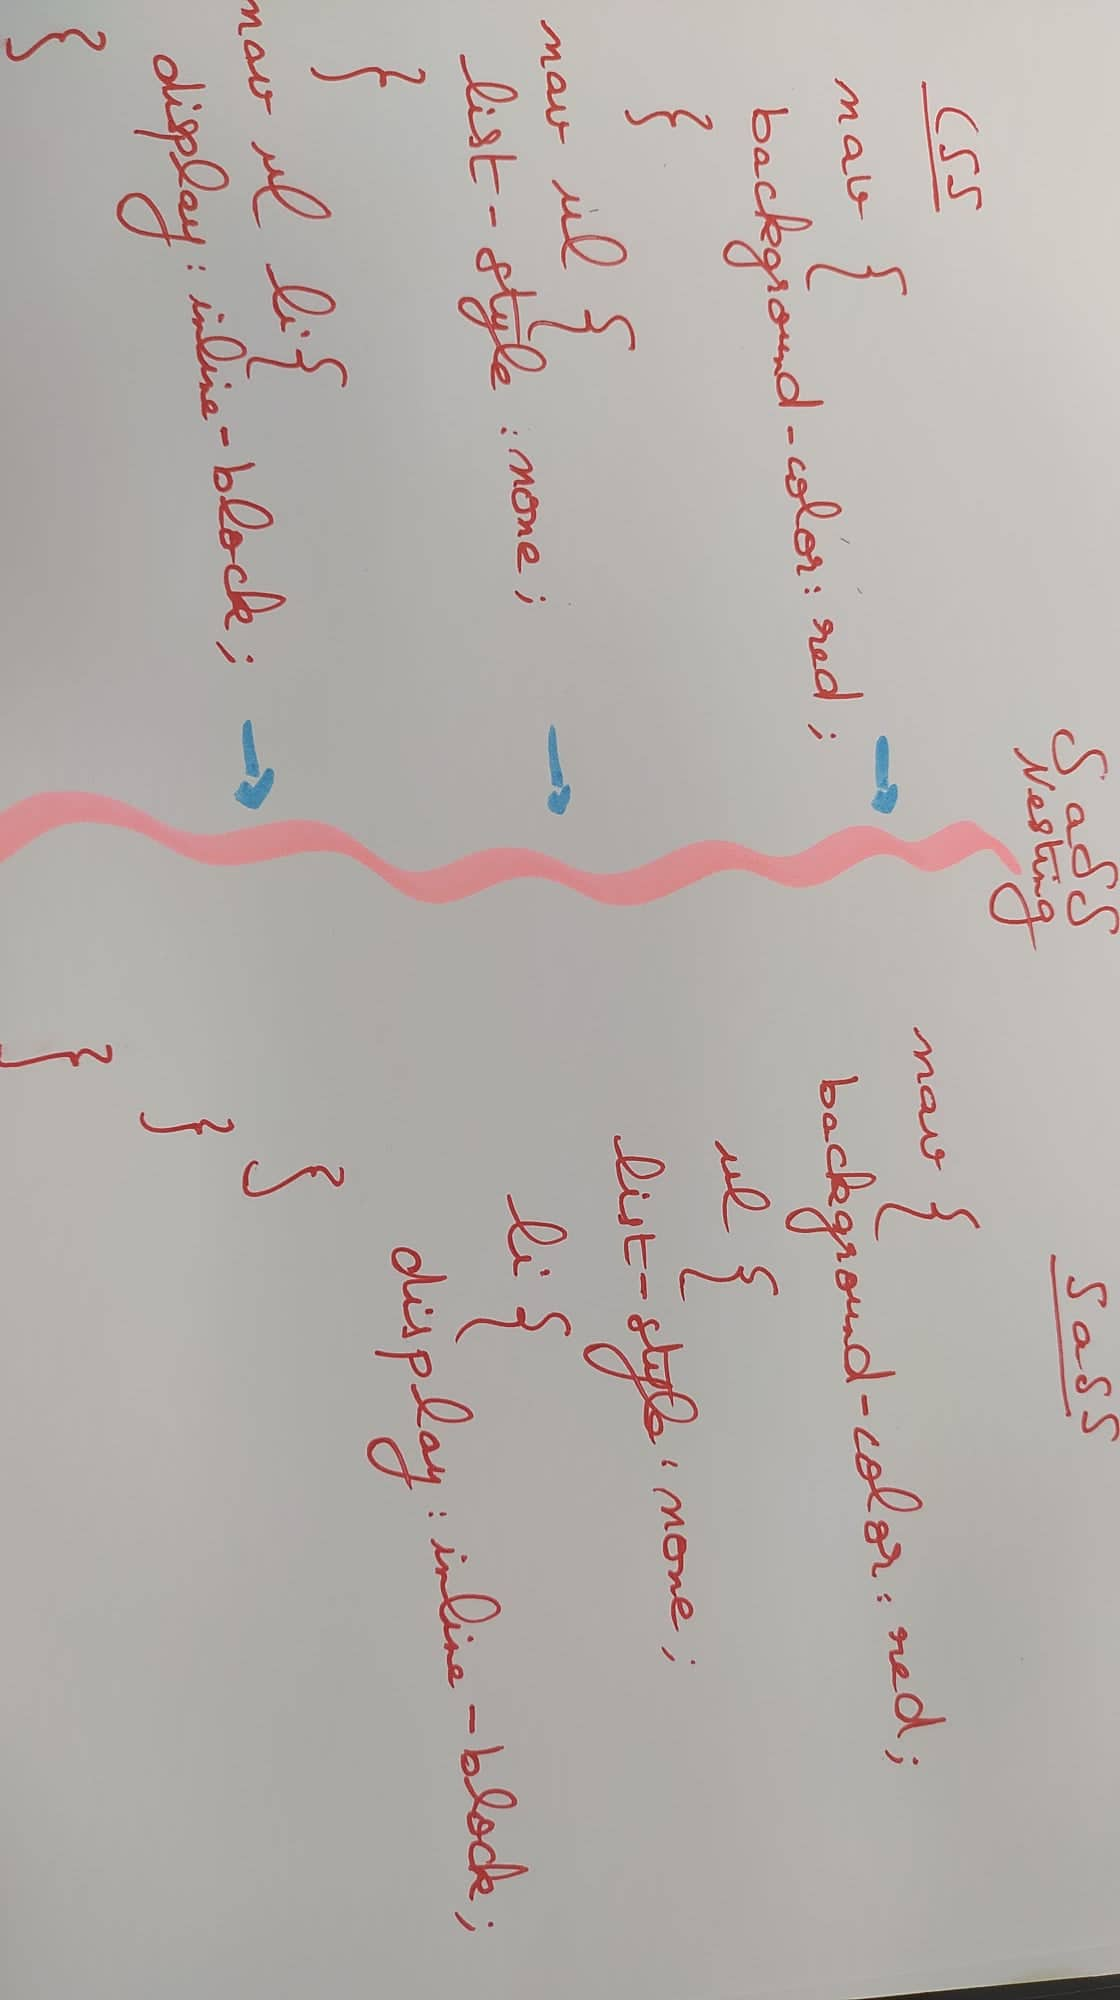 Sass
Nesting
CSS
nav {
background-color: red;
}
nav ul {
list-style: none;
}
nav ul li {
display: inline-block;
}
Sass
nav {
background-color: red;
ul {
list-style: none;
li {
display: inline-block;
}
}
}